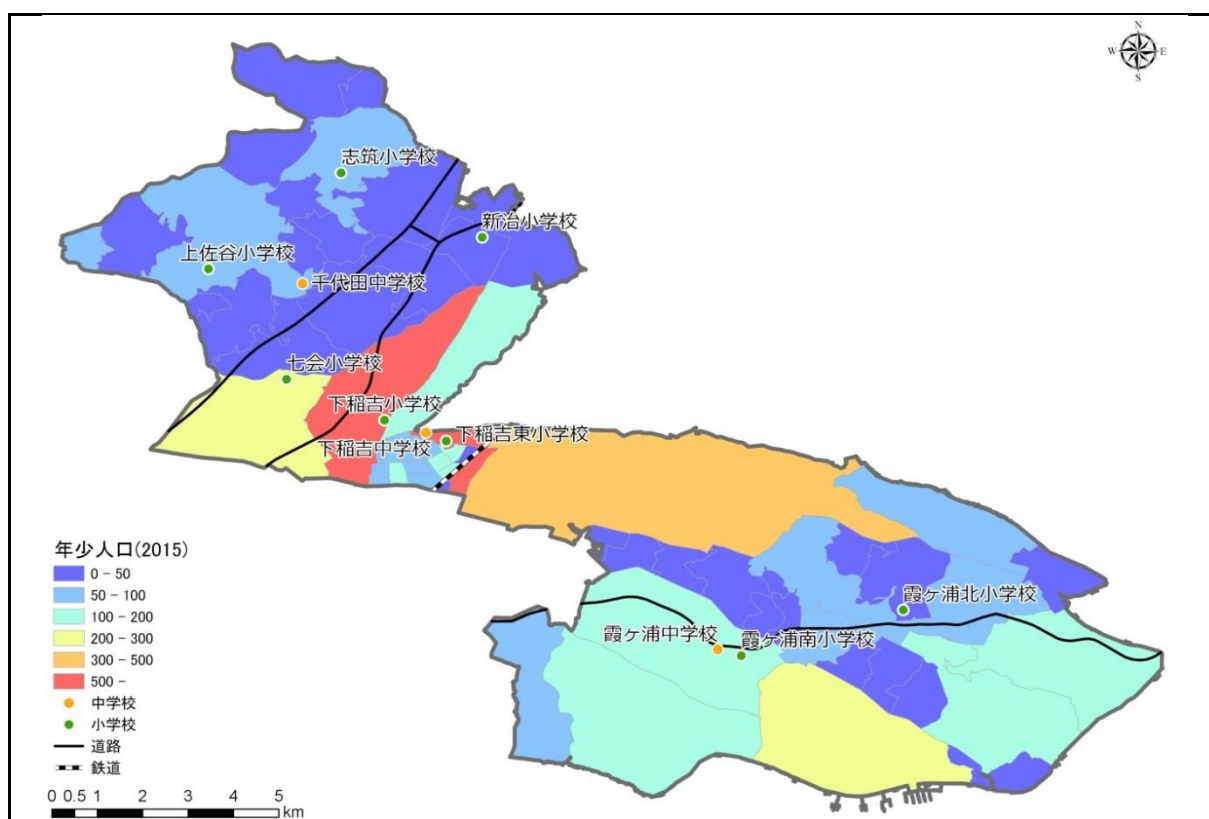 N
W E
S
志筑小学校
新治小学校
上佐谷小学校
千代田中学校
七会小学校
下稲吉小学校
下稲吉東小学校
下稲吉中学校
霞ヶ浦北小学校
霞ヶ浦中学校
霞ヶ浦南小学校
年少人口(2015)
0 - 50
50 - 100
100 - 200
200 - 300
300 - 500
500 -
中学校
小学校
道路
鉄道
0 0.5 1 2 3 4 5
km